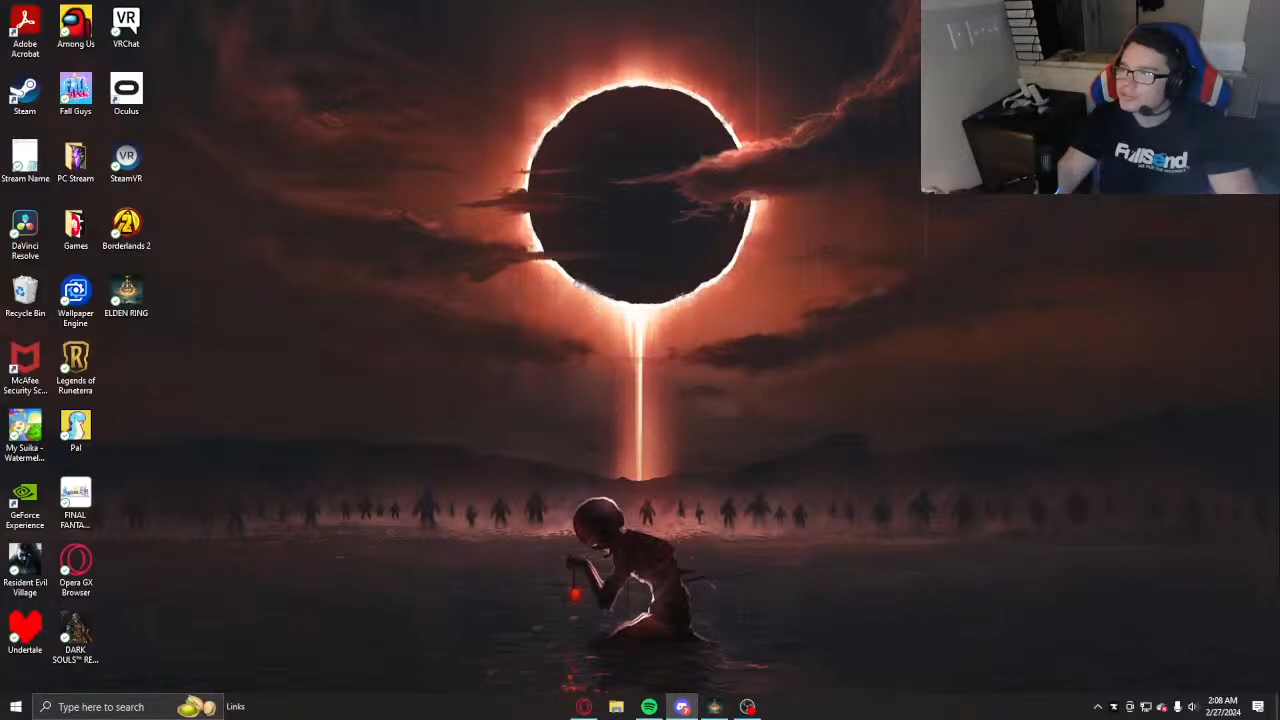 Adobe Acrobat
Among Us
VR
VRChat
Steam
Fall Guys
Oculus
Stream Name
PC Stream
VR
SteamVR
DaVinci Resolve
Games
2
Borderlands 2
Recycle Bin
Wallpaper Engine
ELDEN RING
McAfee Security Sc...
R
Legends of Runeterra
My Suika - Watermel...
Pal
GeForce Experience
FINAL FANTA...
Resident Evil Village
Opera GX Browser
Undertale
DARK SOULS™ RE...
FULLSEND
Type here to search
Links
2:08 AM
2/27/2024